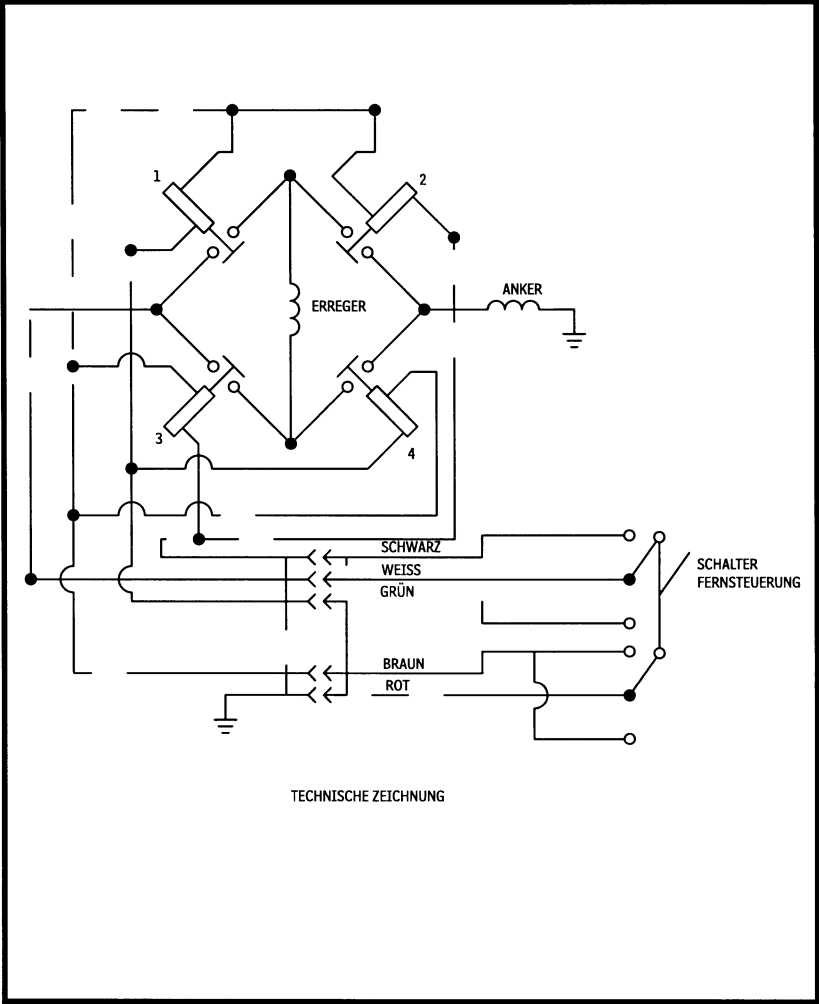 1
2
ANKER
ERREGER
3
4
SCHWARZ
WEISS
GRÜN
SCHALTER
FERNSTEUERUNG
BRAUN
ROT
TECHNISCHE ZEICHNUNG